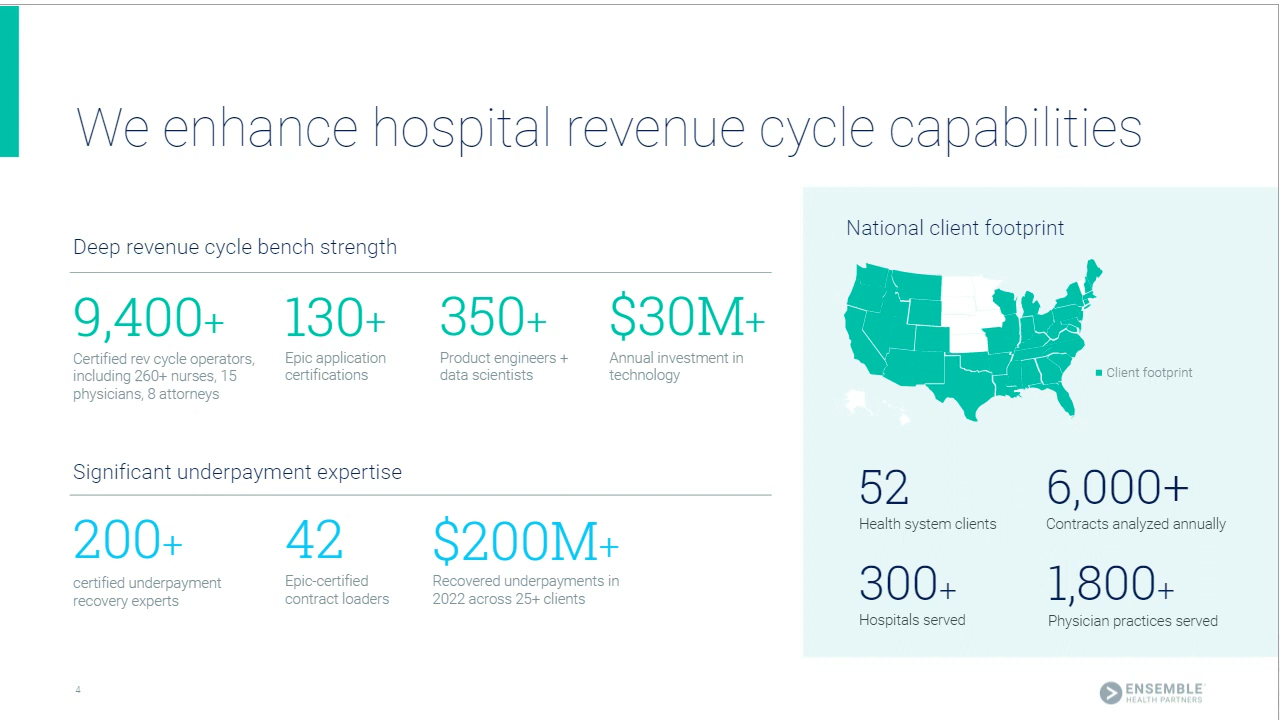 We enhance hospital revenue cycle capabilities
Deep revenue cycle bench strength
9,400+
Certified rev cycle operators,
including 260+ nurses, 15
physicians, 8 attorneys
130+
Epic application
certifications
350+
Product engineers +
data scientists
$30M+
Annual investment in
technology
Significant underpayment expertise
200+
certified underpayment
recovery experts
42
Epic-certified
contract loaders
$200M+
Recovered underpayments in
2022 across 25+ clients
National client footprint
Client footprint
52
Health system clients
6,000+
Contracts analyzed annually
300+
Hospitals served
1,800+
Physician practices served
4
ENSEMBLE
HEALTH PARTNERS